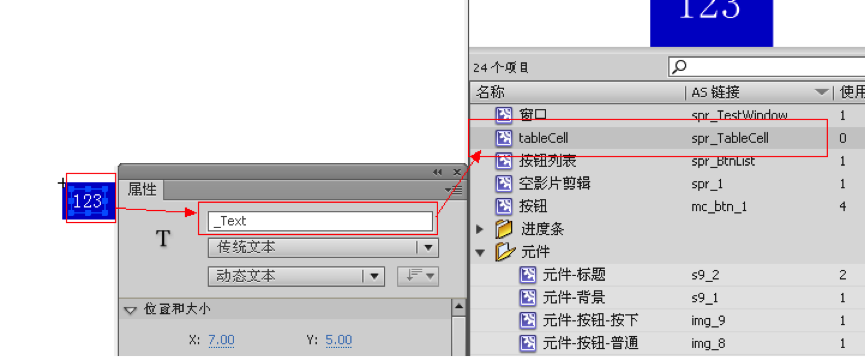 123
24 个项目
名称 AS 链接 使用
窗口 spr_TestWindow 1
tableCell spr_TableCell 0
按钮列表 spr_BtnList 1
空影片剪辑 spr_1 1
按钮 mc_btn_1 4
进度条
元件
元件-标题 s9_2 2
元件-背景 s9_1 1
元件-按钮-按下 img_9 1
元件-按钮-普通 img_8 1
123
属性
T
_Text
传统文本
动态文本
位置和大小
X: 7.00 Y: 5.00